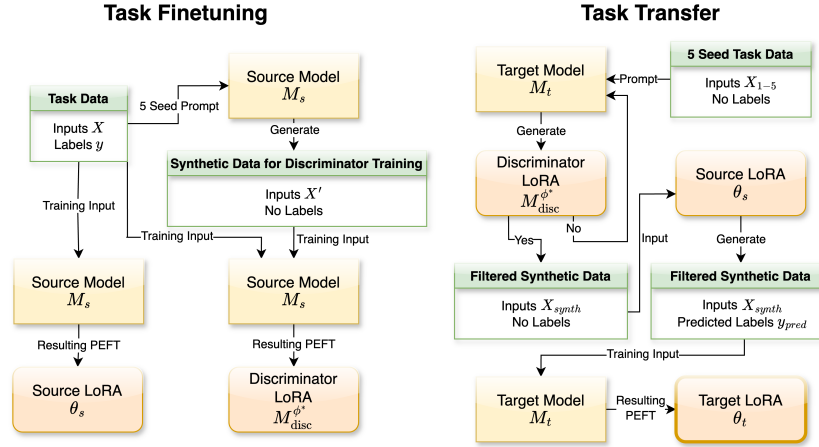 Task Finetuning
Task Data
Inputs X
Labels y
5 Seed Prompt
Source Model
M_s
Generate
Synthetic Data for Discriminator Training
Inputs X′
No Labels
Training Input
Training Input
Training Input
Source Model
M_s
Source Model
M_s
Resulting PEFT
Resulting PEFT
Source LoRA
θ_s
Discriminator
LoRA
M_disc^ϕ*
Task Transfer
Target Model
M_t
Prompt
5 Seed Task Data
Inputs X_1−5
No Labels
Generate
Discriminator
LoRA
M_disc^ϕ*
Yes
No
Input
Source LoRA
θ_s
Generate
Filtered Synthetic Data
Inputs X_synth
No Labels
Filtered Synthetic Data
Inputs X_synth
Predicted Labels y_pred
Training Input
Target Model
M_t
Resulting
PEFT
Target LoRA
θ_t